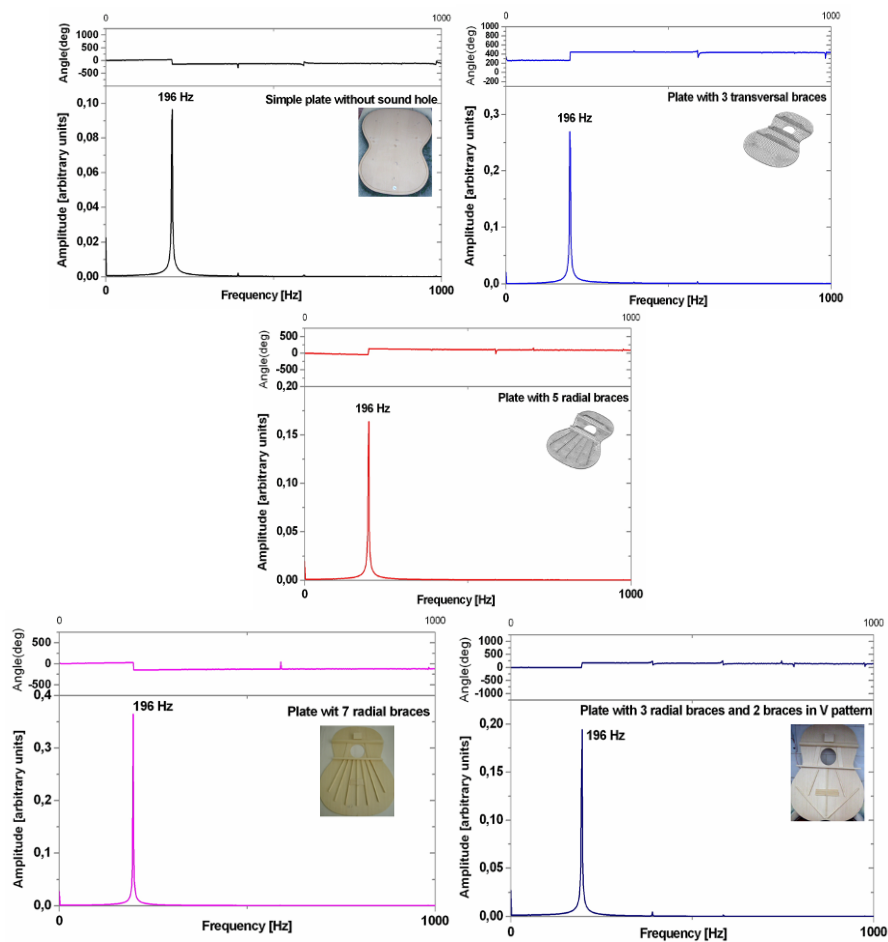 0 1000
1000
500
0
-500
Angle(deg)
Simple plate without sound hole
196 Hz
0,10
0,08
0,06
0,04
0,02
0,00
Amplitude [arbitrary units]
0 1000
Frequency [Hz]
0 1000
1000
800
600
400
200
0
-200
Angle(deg)
Plate with 3 transversal braces
196 Hz
0,3
0,2
0,1
0,0
Amplitude [arbitrary units]
0 1000
Frequency [Hz]
0 1000
500
0
-500
Angle(deg)
0,20
Plate with 5 radial braces
196 Hz
0,15
0,10
0,05
0,00
Amplitude [arbitrary units]
0 1000
Frequency [Hz]
0 1000
500
0
-500
Angle(deg)
0,4
196 Hz
Plate wit 7 radial braces
0,3
0,2
0,1
0,0
Amplitude [arbitrary units]
0 1000
Frequency [Hz]
0 1000
1000
500
0
-500
-1000
Angle(deg)
Plate with 3 radial braces and 2 braces in V pattern
0,20
196 Hz
0,15
0,10
0,05
0,00
Amplitude [arbitrary units]
0 1000
Frequency [Hz]